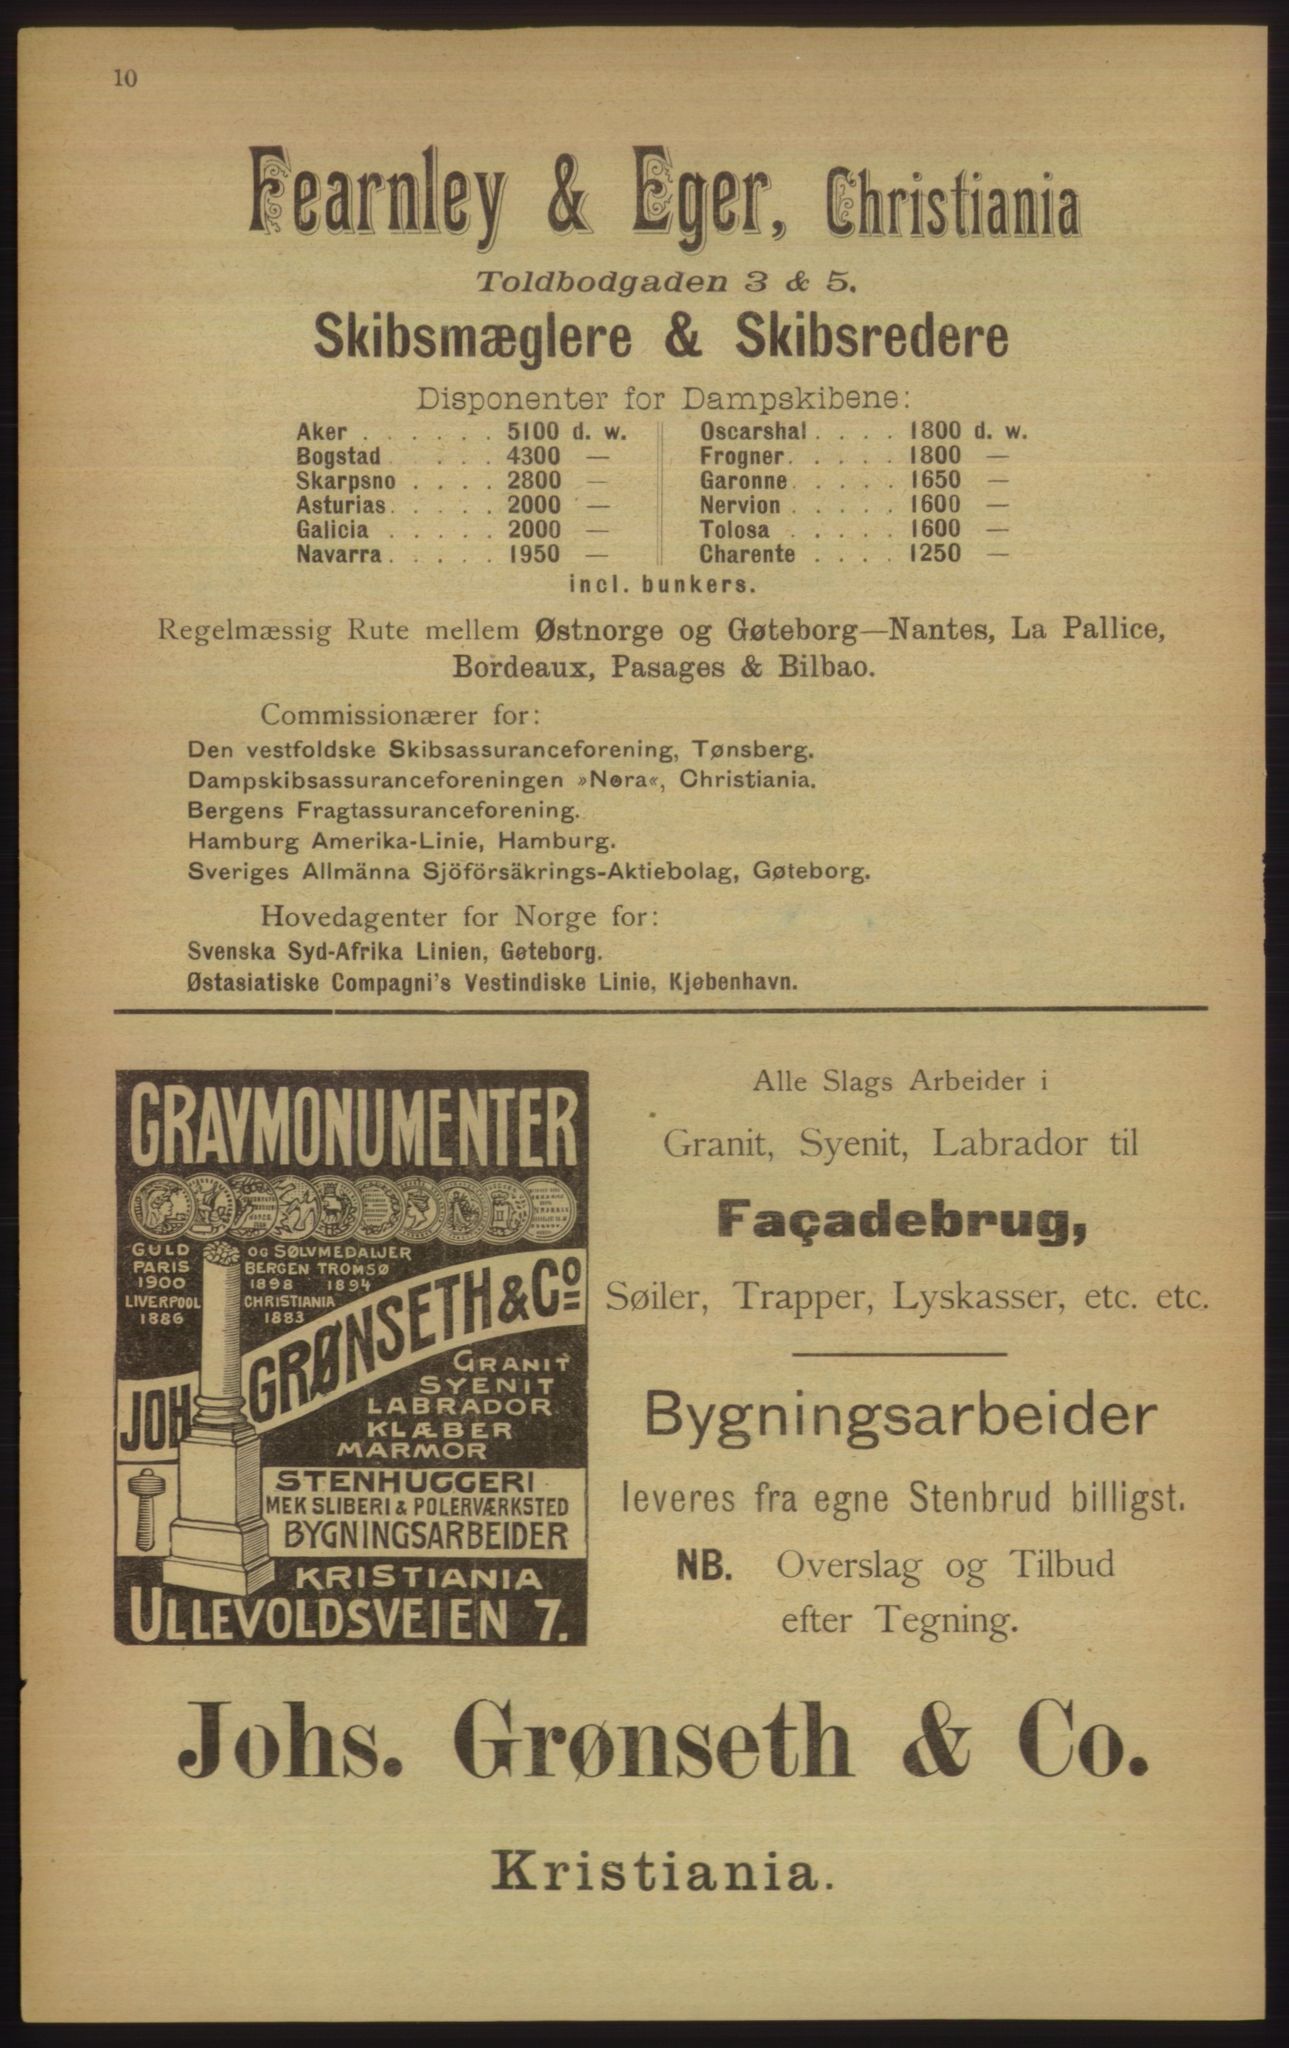 10
Fearnley & Eger, Christiania
Toldbodgaden 3 & 5.
Skibsmæglere & Skibsredere
Disponenter for Dampskibene:
Aker . . . . . . . 5100 d. w.
Bogstad . . . . . 4300 —
Skarpsno . . . . 2800 —
Asturias . . . . . 2000 —
Galicia . . . . . 2000 —
Navarra . . . . . 1950 —
Oscarshal . . . . 1800 d. w.
Frogner . . . . . 1800 —
Garonne . . . . . 1650 —
Nervion . . . . . 1600 —
Tolosa . . . . . 1600 —
Charente . . . . 1250 —
incl. bunkers.
Regelmæssig Rute mellem Østnorge og Gøteborg—Nantes, La Pallice,
Bordeaux, Pasages & Bilbao.
Commissionærer for:
Den vestfoldske Skibsassuranceforening, Tønsberg.
Dampskibsassuranceforeningen »Nora«, Christiania.
Bergens Fragtassuranceforening.
Hamburg Amerika-Linie, Hamburg.
Sveriges Allmänna Sjöförsäkrings-Aktiebolag, Gøteborg.
Hovedagenter for Norge for:
Svenska Syd-Afrika Linien, Gøteborg.
Østasiatiske Compagni's Vestindiske Linie, Kjøbenhavn.
GRAVMONUMENTER
GULD OG SØLVMEDALJER
PARIS BERGEN TROMSØ
1900 1898 1894
LIVERPOOL CHRISTIANIA
1886 1883
JOH GRØNSETH & Co
GRANIT
SYENIT
LABRADOR
KLÆBER
MARMOR
STENHUGGERI
MEK SLIBERI & POLERVÆRKSTED
BYGNINGSARBEIDER
KRISTIANIA
ULLEVOLDSVEIEN 7.
Alle Slags Arbeider i
Granit, Syenit, Labrador til
Façadebrug,
Søiler, Trapper, Lyskasser, etc. etc.
Bygningsarbeider
leveres fra egne Stenbrud billigst.
NB. Overslag og Tilbud
efter Tegning.
Johs. Grønseth & Co.
Kristiania.